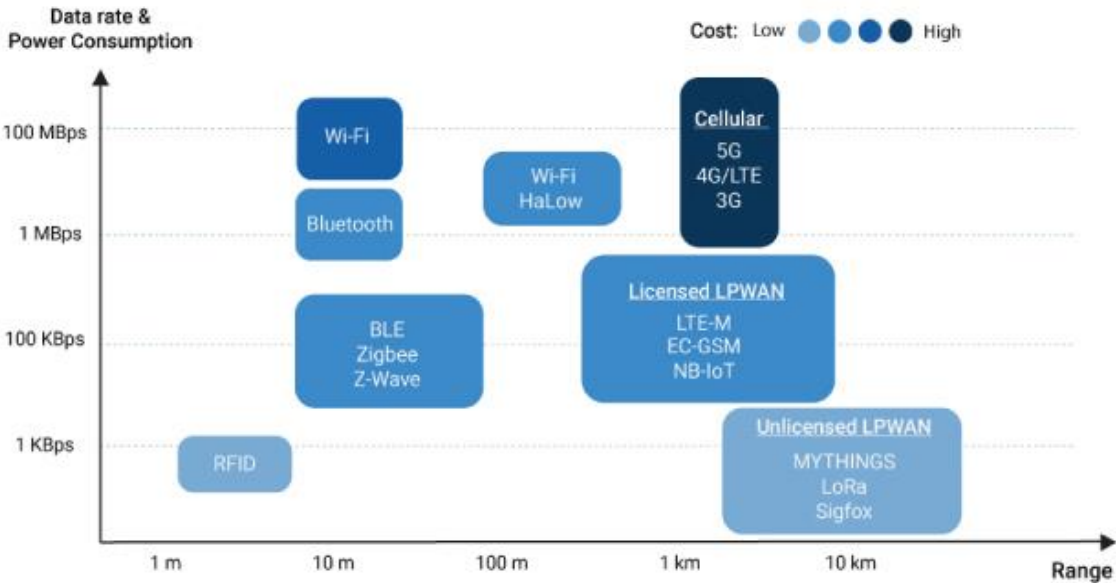 Data rate &
Power Consumption
Cost: Low High
100 MBps
1 MBps
100 KBps
1 KBps
Wi-Fi
Bluetooth
BLE
Zigbee
Z-Wave
RFID
Wi-Fi
HaLow
Cellular
5G
4G/LTE
3G
Licensed LPWAN
LTE-M
EC-GSM
NB-IoT
Unlicensed LPWAN
MYTHINGS
LoRa
Sigfox
1 m 10 m 100 m 1 km 10 km
Range